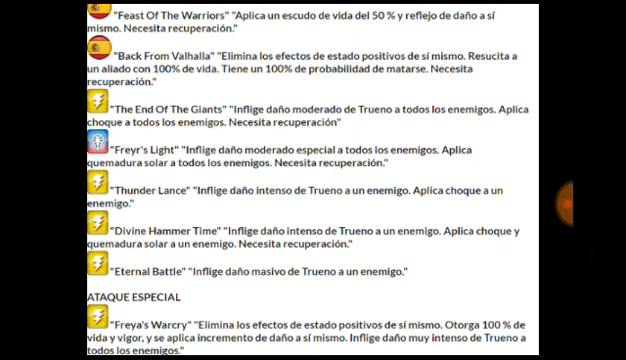 "Feast Of The Warriors" "Aplica un escudo de vida del 50 % y reflejo de daño a sí
mismo. Necesita recuperación."
"Back From Valhalla" "Elimina los efectos de estado positivos de sí mismo. Resucita a
un aliado con 100% de vida. Tiene un 100% de probabilidad de matarse. Necesita
recuperación."
"The End Of The Giants" "Inflige daño moderado de Trueno a todos los enemigos. Aplica
choque a todos los enemigos. Necesita recuperación"
"Freyr's Light" "Inflige daño moderado especial a todos los enemigos. Aplica
quemadura solar a todos los enemigos. Necesita recuperación."
"Thunder Lance" "Inflige daño intenso de Trueno a un enemigo. Aplica choque a un
enemigo."
"Divine Hammer Time" "Inflige daño intenso de Trueno a un enemigo. Aplica choque y
quemadura solar a un enemigo. Necesita recuperación."
"Eternal Battle" "Inflige daño masivo de Trueno a un enemigo."
ATAQUE ESPECIAL
"Freya's Warcry" "Elimina los efectos de estado positivos de sí mismo. Otorga 100 % de
vida y vigor, y se aplica incremento de daño a sí mismo. Inflige daño muy intenso de Trueno a
todos los enemigos."